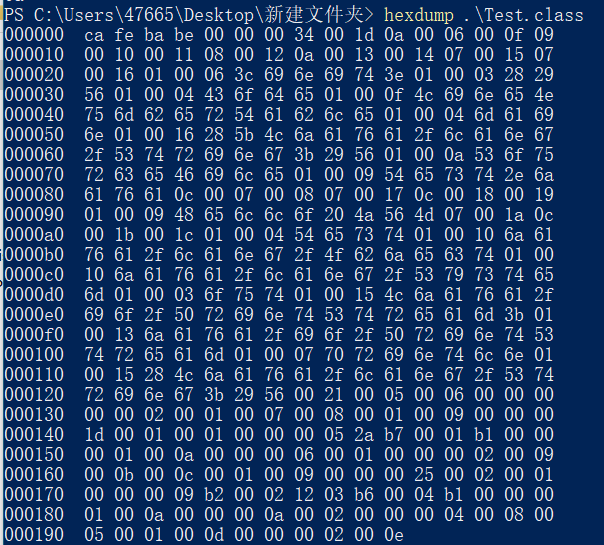 PS C:\Users\47665\Desktop\新建文件夹> hexdump .\Test.class
000000 ca fe ba be 00 00 00 34 00 1d 0a 00 06 00 0f 09
000010 00 10 00 11 08 00 12 0a 00 13 00 14 07 00 15 07
000020 00 16 01 00 06 3c 69 6e 69 74 3e 01 00 03 28 29
000030 56 01 00 04 43 6f 64 65 01 00 0f 4c 69 6e 65 4e
000040 75 6d 62 65 72 54 61 62 6c 65 01 00 04 6d 61 69
000050 6e 01 00 16 28 5b 4c 6a 61 76 61 2f 6c 61 6e 67
000060 2f 53 74 72 69 6e 67 3b 29 56 01 00 0a 53 6f 75
000070 72 63 65 46 69 6c 65 01 00 09 54 65 73 74 2e 6a
000080 61 76 61 0c 00 07 00 08 07 00 17 0c 00 18 00 19
000090 01 00 09 48 65 6c 6c 6f 20 4a 56 4d 07 00 1a 0c
0000a0 00 1b 00 1c 01 00 04 54 65 73 74 01 00 10 6a 61
0000b0 76 61 2f 6c 61 6e 67 2f 4f 62 6a 65 63 74 01 00
0000c0 10 6a 61 76 61 2f 6c 61 6e 67 2f 53 79 73 74 65
0000d0 6d 01 00 03 6f 75 74 01 00 15 4c 6a 61 76 61 2f
0000e0 69 6f 2f 50 72 69 6e 74 53 74 72 65 61 6d 3b 01
0000f0 00 13 6a 61 76 61 2f 69 6f 2f 50 72 69 6e 74 53
000100 74 72 65 61 6d 01 00 07 70 72 69 6e 74 6c 6e 01
000110 00 15 28 4c 6a 61 76 61 2f 6c 61 6e 67 2f 53 74
000120 72 69 6e 67 3b 29 56 00 21 00 05 00 06 00 00 00
000130 00 00 02 00 01 00 07 00 08 00 01 00 09 00 00 00
000140 1d 00 01 00 01 00 00 00 05 2a b7 00 01 b1 00 00
000150 00 01 00 0a 00 00 00 06 00 01 00 00 00 02 00 09
000160 00 0b 00 0c 00 01 00 09 00 00 00 25 00 02 00 01
000170 00 00 00 09 b2 00 02 12 03 b6 00 04 b1 00 00 00
000180 01 00 0a 00 00 00 0a 00 02 00 00 00 04 00 08 00
000190 05 00 01 00 0d 00 00 00 02 00 0e